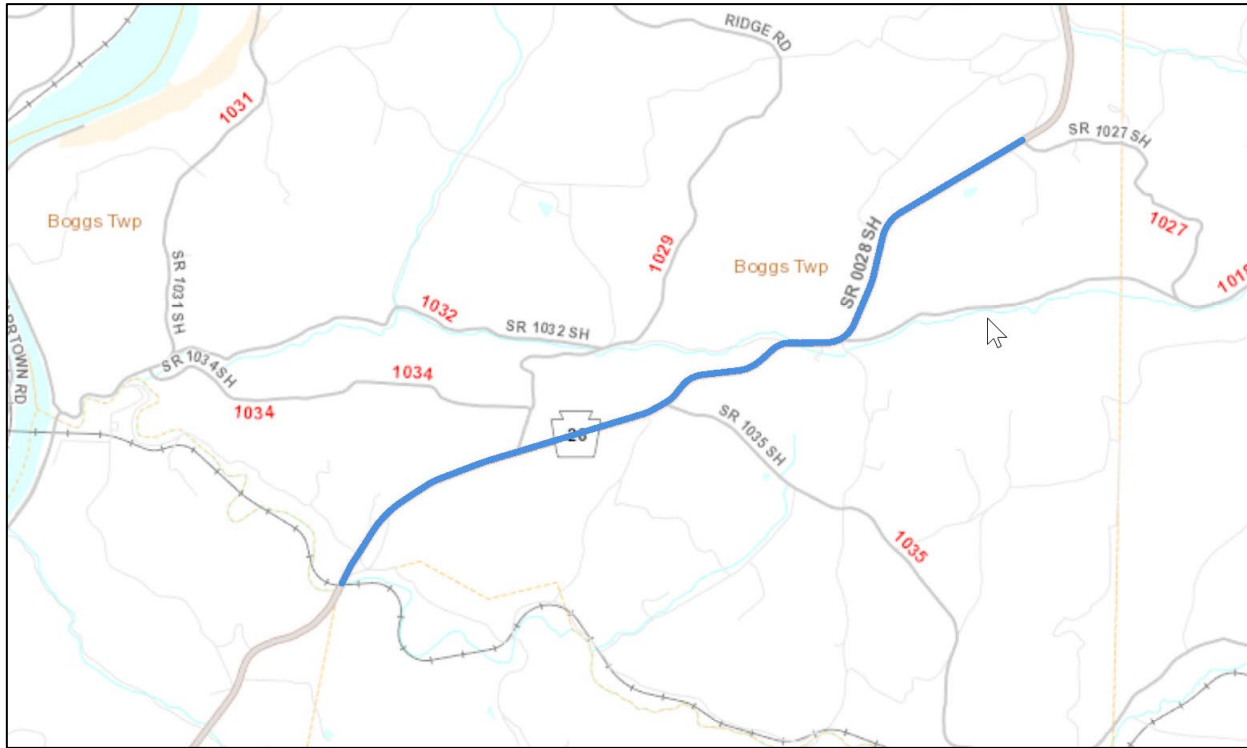 RIDGE RD
1031
SR 1027 SH
Boggs Twp
1027
SR 1031 SH
1029
Boggs Twp
SR 0028 SH
1032
SR 1032 SH
SR 1034 SH
1034
1034
SR 1035 SH
1035